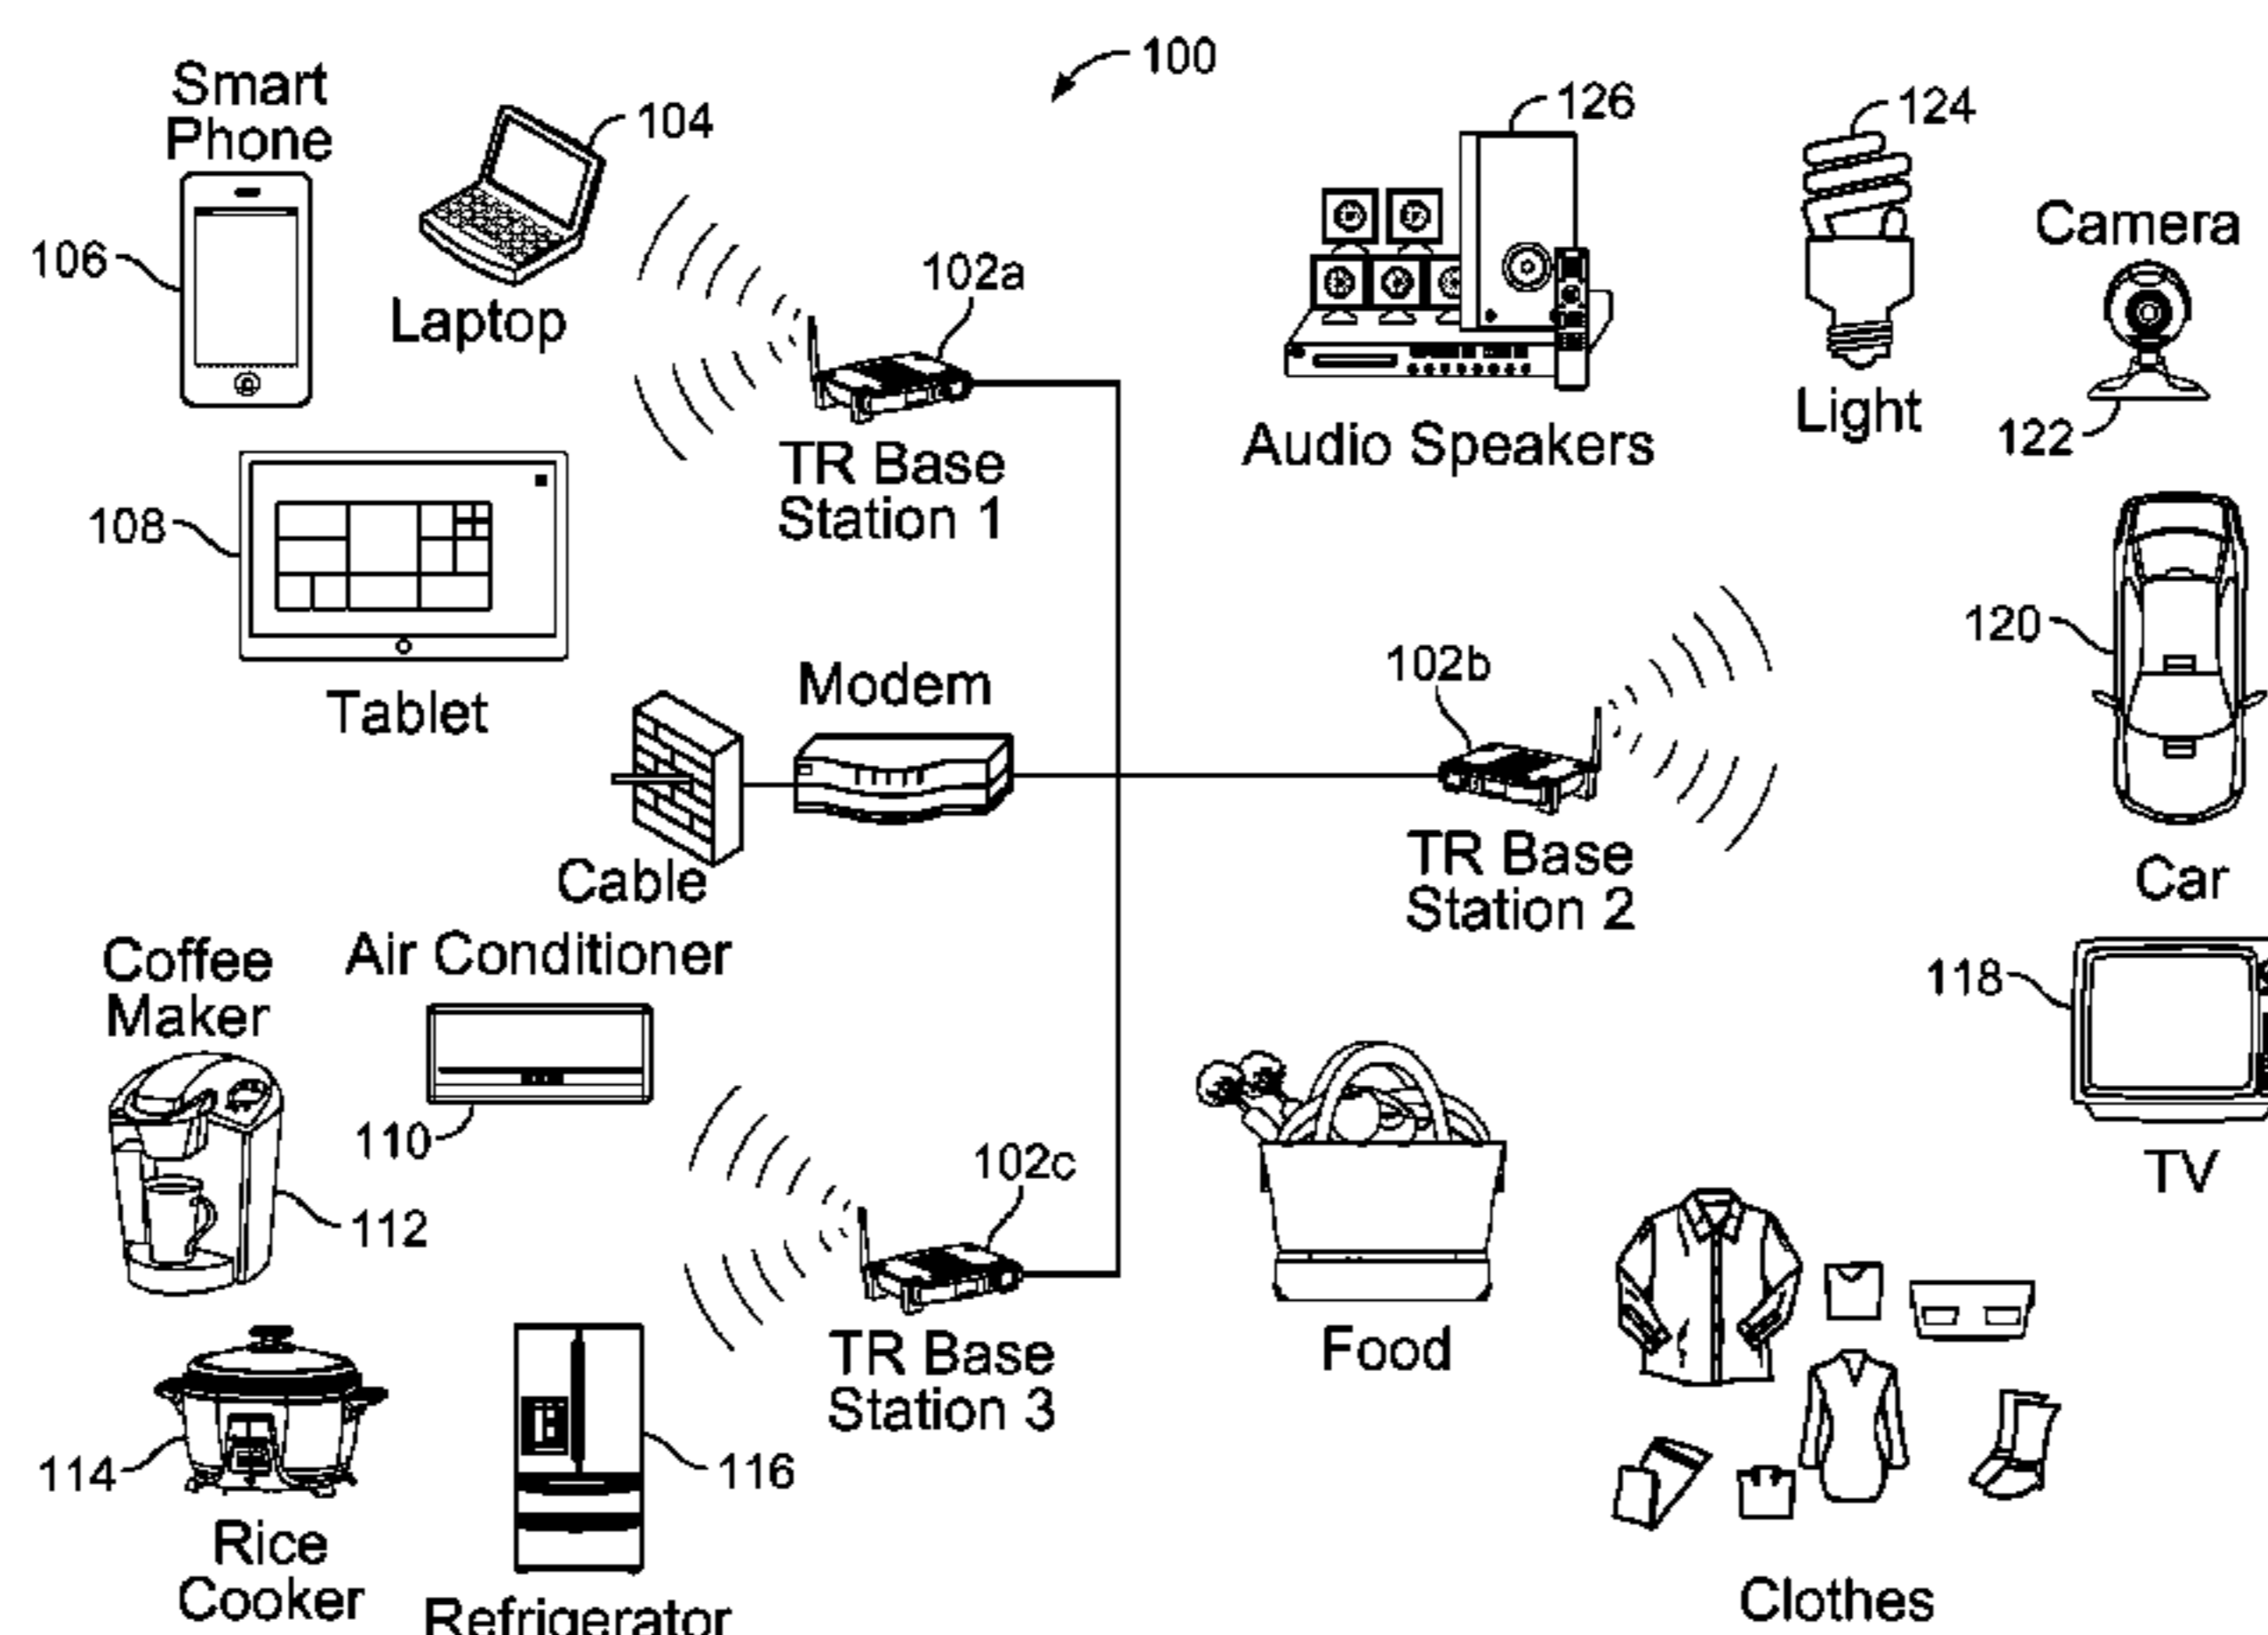 100
Smart
Phone
106
104
Laptop
102a
TR Base
Station 1
126
Audio Speakers
124
Light
Camera
122
108
Tablet
Modem
Cable
102b
TR Base
Station 2
120
Car
Coffee
Maker
112
Air Conditioner
110
118
TV
102c
TR Base
Station 3
Food
114
Rice
Cooker
116
Refrigerator
Clothes